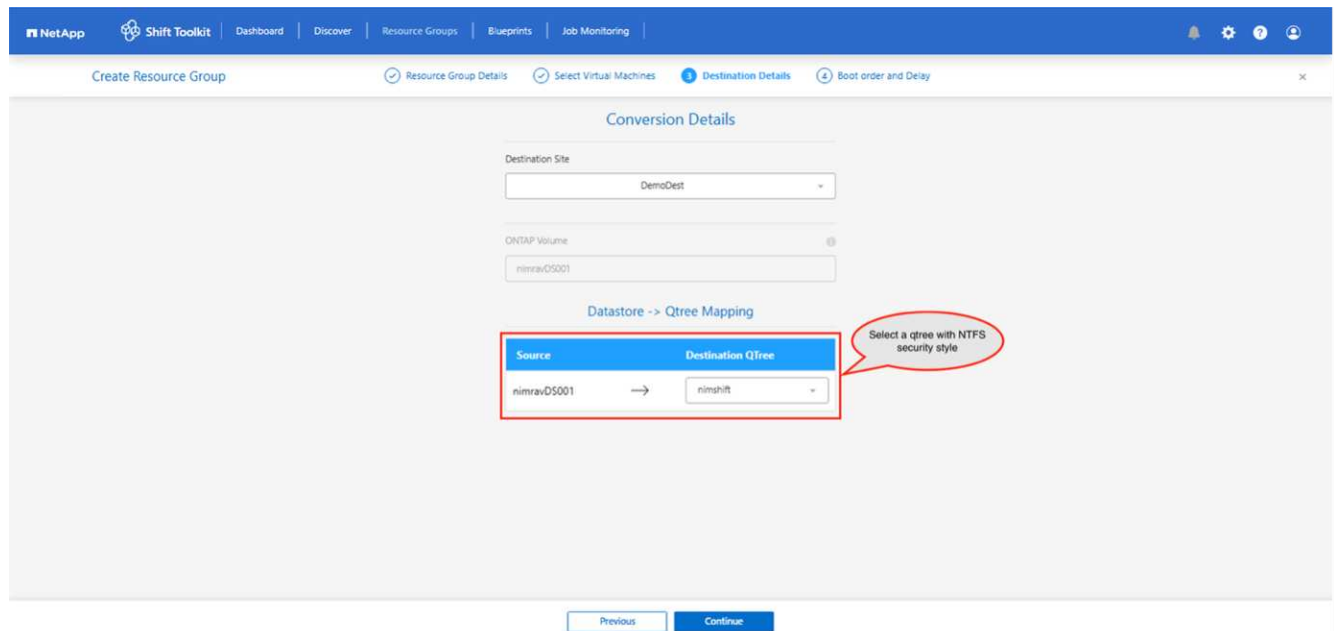 NetApp Shift Toolkit Dashboard Discover Resource Groups Blueprints Job Monitoring
Create Resource Group Resource Group Details Select Virtual Machines 3 Destination Details 4 Boot order and Delay
Conversion Details
Destination Site
DemoDest
ONTAP Volume
nimravDS001
Datastore -> Qtree Mapping
Select a qtree with NTFS
security style
Source Destination QTree
nimravDS001 nimshift
Previous Continue